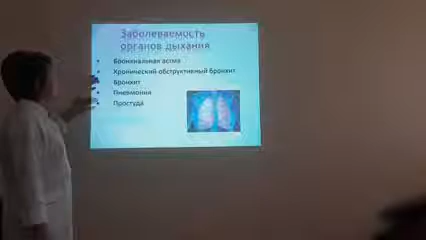 Заболеваемость
органов дыхания
Бронхиальная астма
Хронический обструктивный бронхит
Бронхит
Пневмония
Простуда